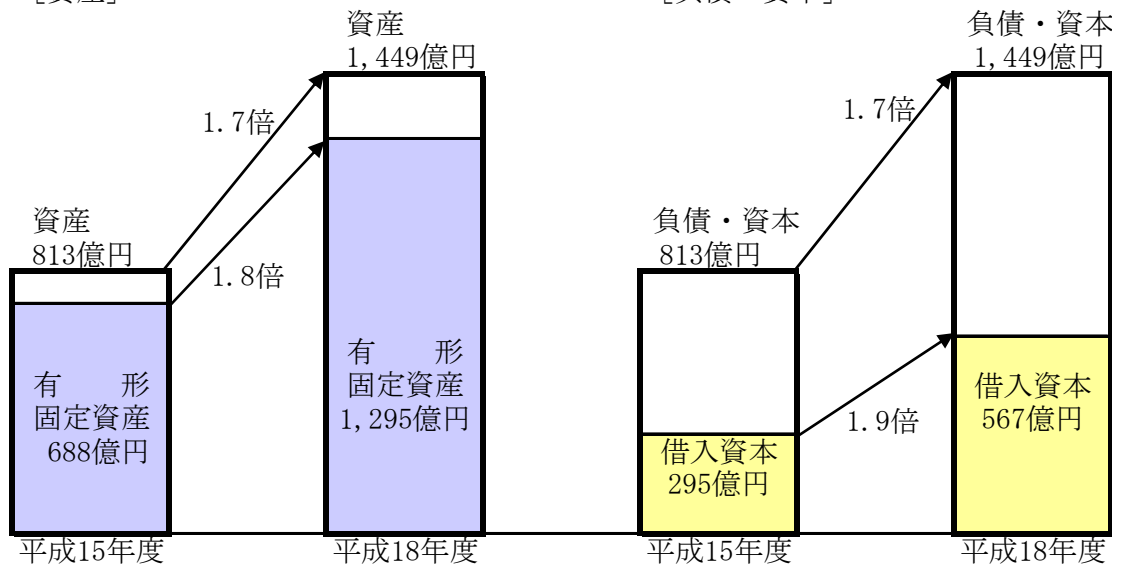 資産
1,449億円
1.7倍
資産
813億円
1.8倍
有　形
固定資産
688億円
有　形
固定資産
1,295億円
平成15年度
平成18年度
負債・資本
1,449億円
1.7倍
負債・資本
813億円
1.9倍
借入資本
295億円
借入資本
567億円
平成15年度
平成18年度